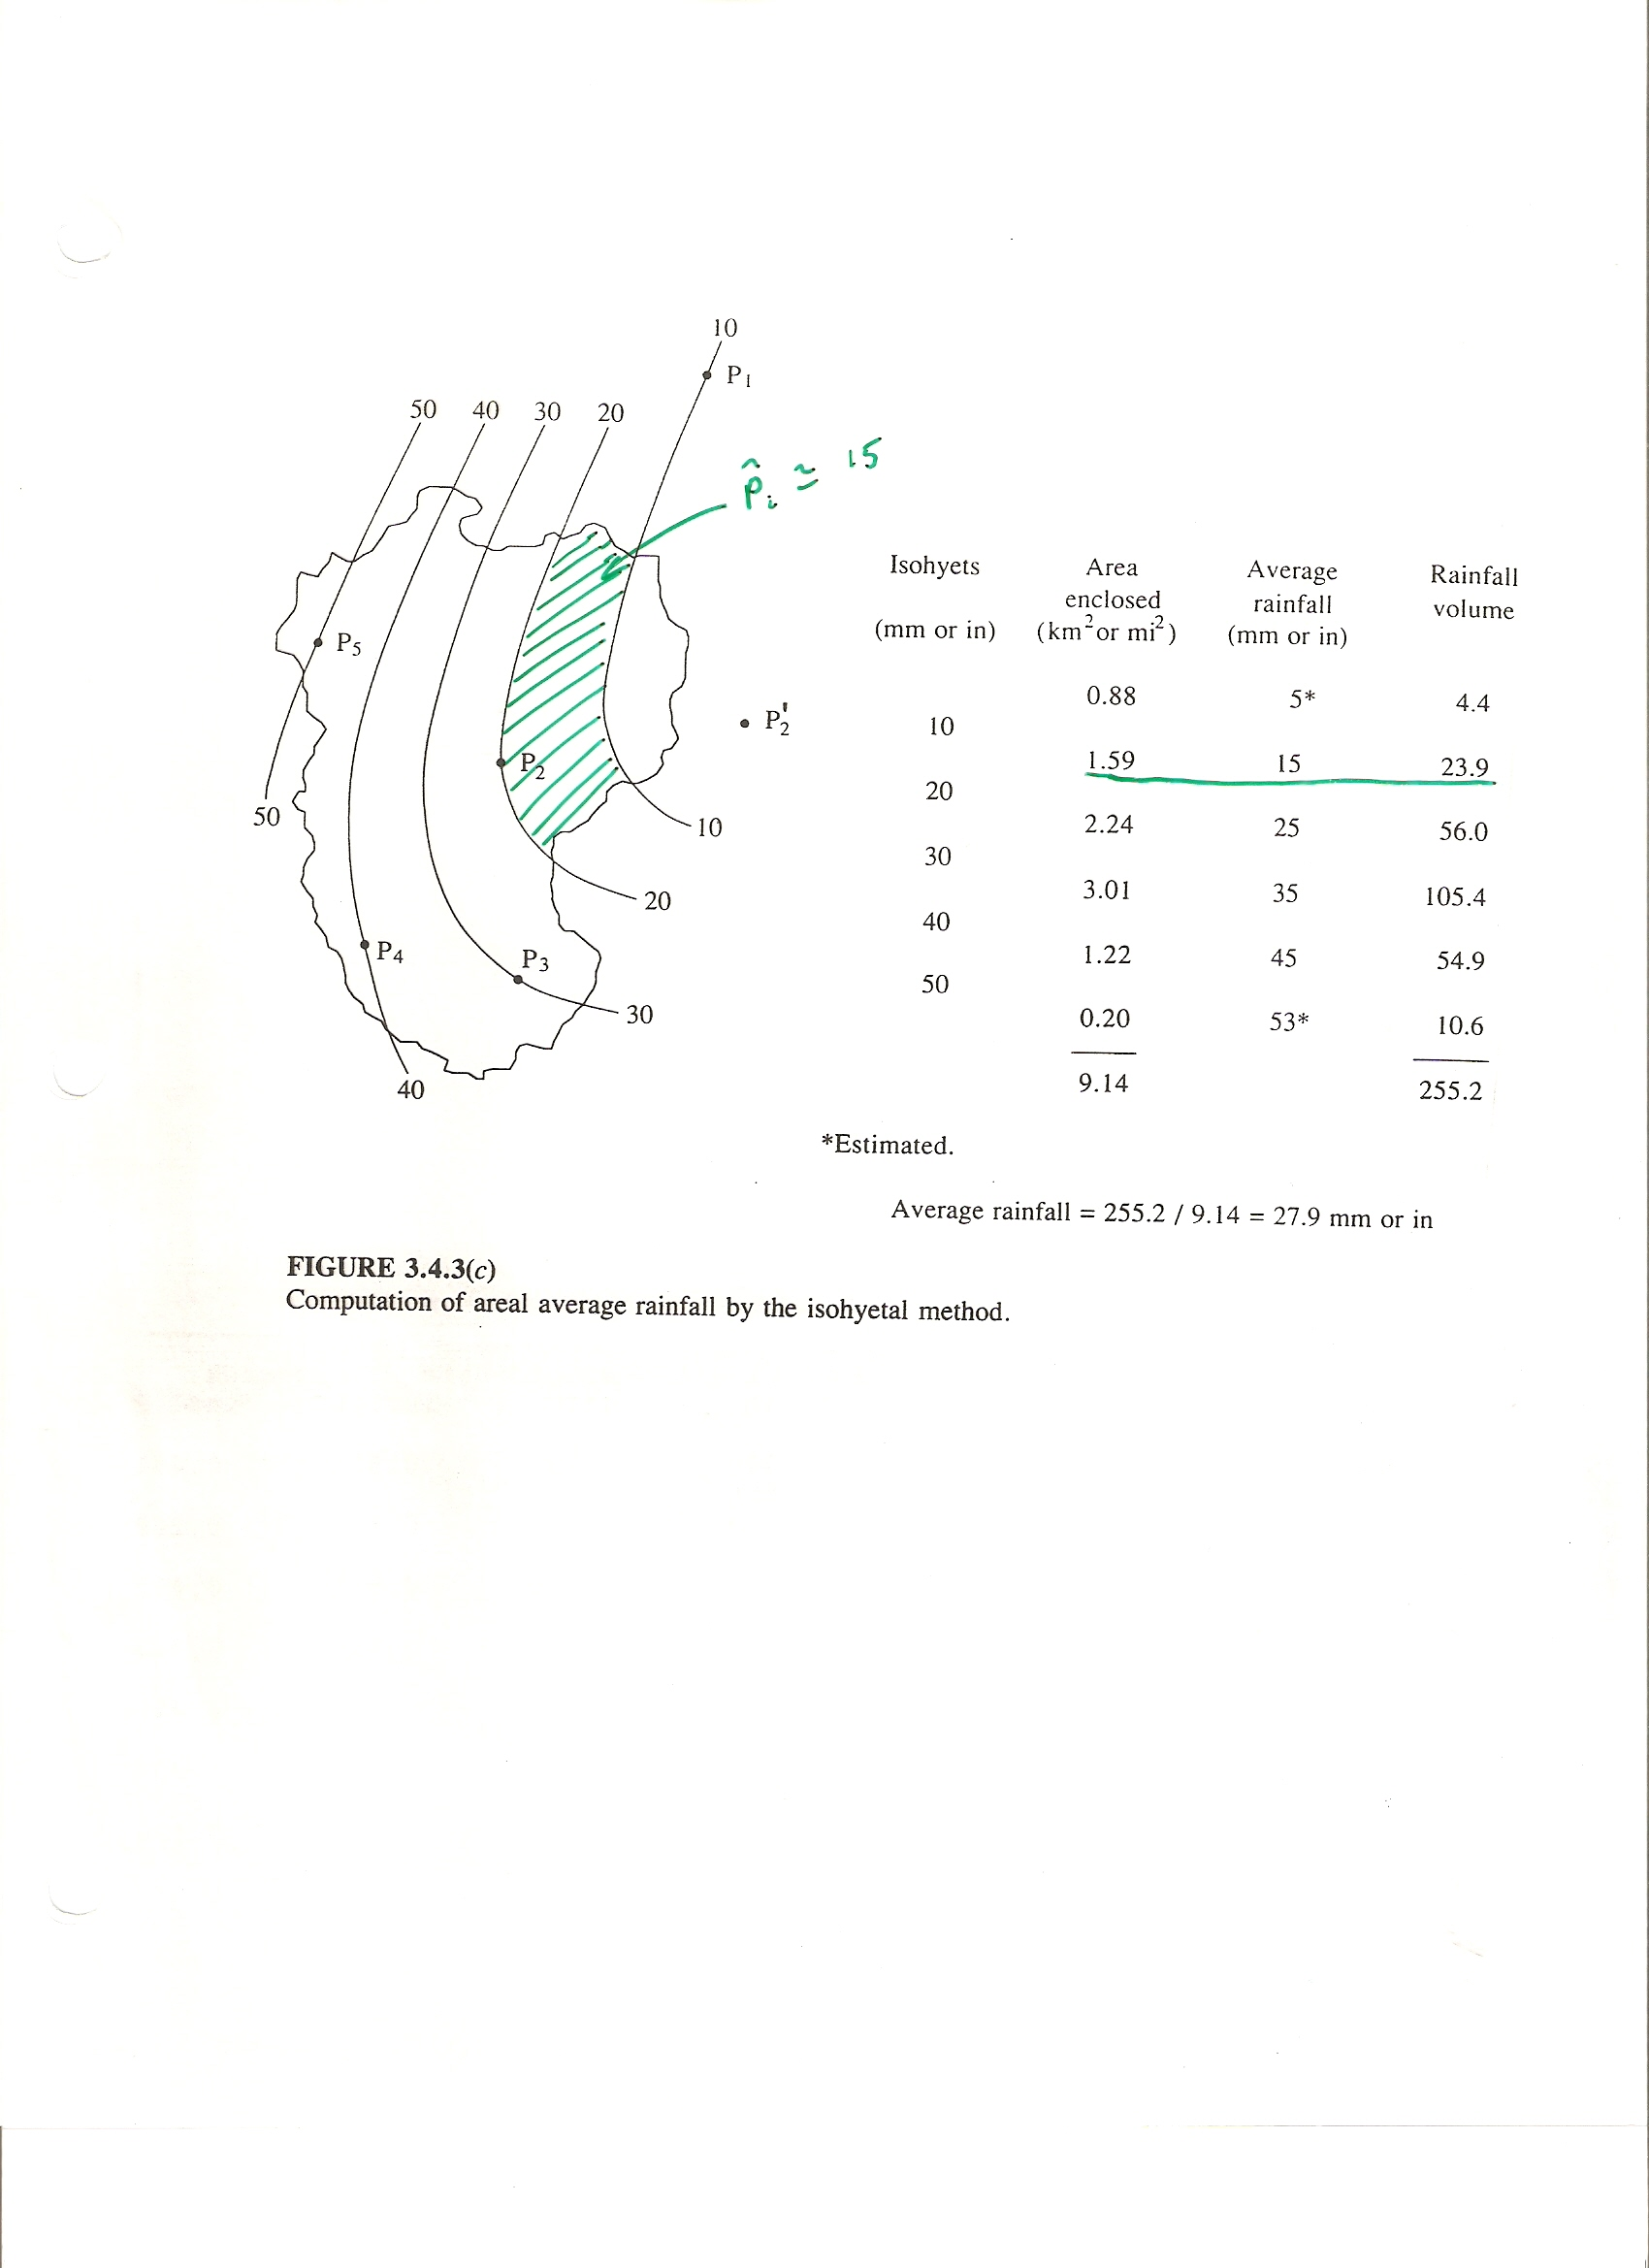 10
P1
50 40 30 20
p̂i ≃ 15
P5
P'2
P2
50
10
20
P4
P3
30
40
Isohyets Area Average Rainfall
enclosed rainfall volume
(mm or in) (km² or mi²) (mm or in)
0.88 5* 4.4
10
1.59 15 23.9
20
2.24 25 56.0
30
3.01 35 105.4
40
1.22 45 54.9
50
0.20 53* 10.6
9.14 255.2
*Estimated.
Average rainfall = 255.2 / 9.14 = 27.9 mm or in
FIGURE 3.4.3(c)
Computation of areal average rainfall by the isohyetal method.